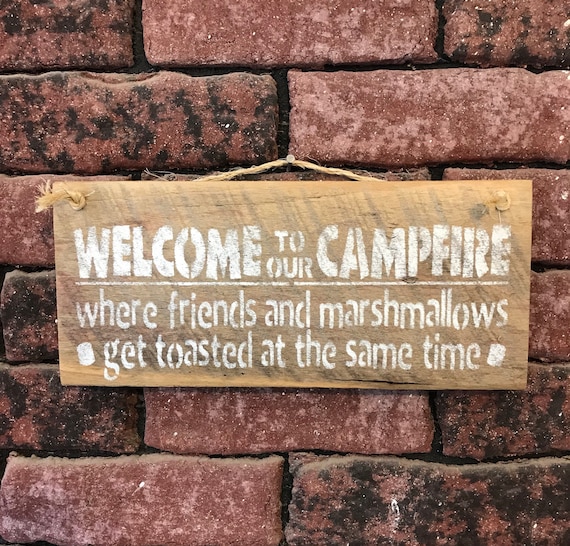 WELCOME TO OUR CAMPFIRE
where friends and marshmallows
get toasted at the same time